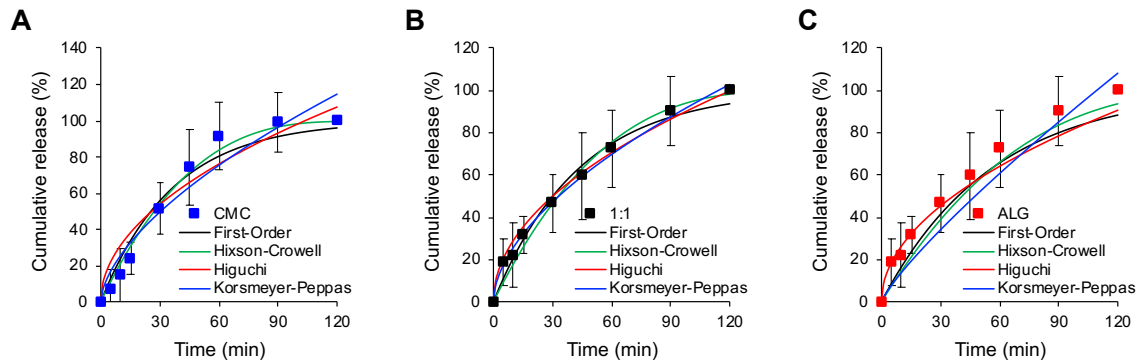 A
Cumulative release (%)
140
120
100
80
60
40
20
0
0 30 60 90 120
Time (min)
CMC
First-Order
Hixson-Crowell
Higuchi
Korsmeyer-Peppas
B
Cumulative release (%)
120
100
80
60
40
20
0
0 30 60 90 120
Time (min)
1:1
First-Order
Hixson-Crowell
Higuchi
Korsmeyer-Peppas
C
Cumulative release (%)
120
100
80
60
40
20
0
0 30 60 90 120
Time (min)
ALG
First-Order
Hixson-Crowell
Higuchi
Korsmeyer-Peppas